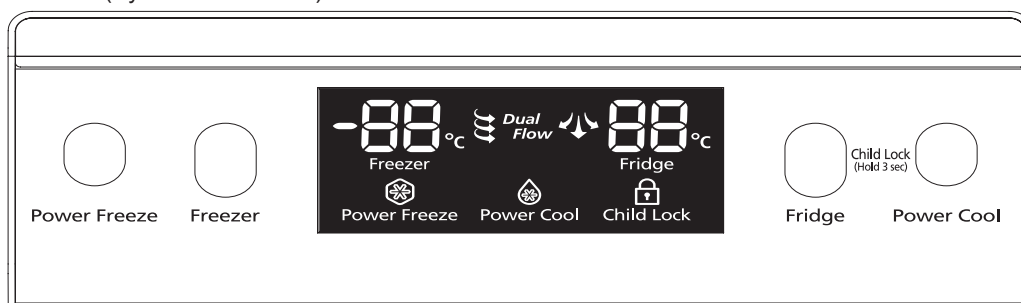 -88 °C
Dual
Flow
88 °C
Freezer
Fridge
Power Freeze
Power Cool
Child Lock
Power Freeze
Freezer
Fridge
Child Lock
(Hold 3 sec)
Power Cool